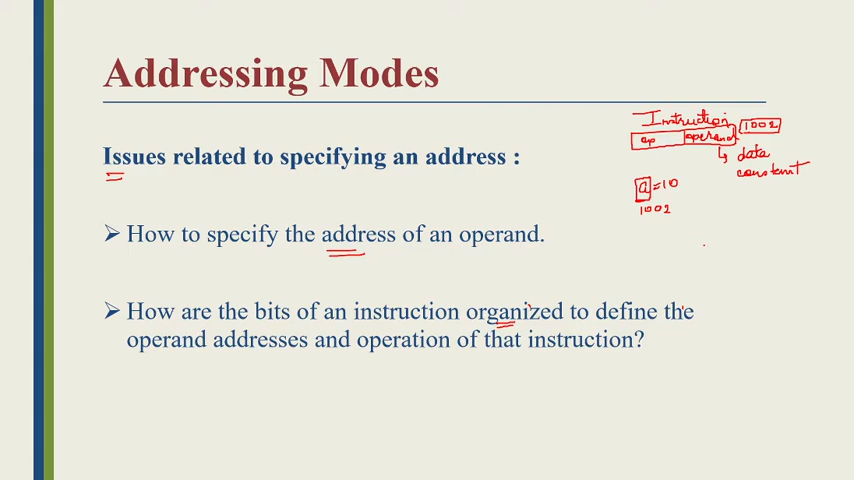 Addressing Modes
Instruction
op operand 1002
data
constant
a = 10
1002
Issues related to specifying an address :
How to specify the address of an operand.
How are the bits of an instruction organized to define the
operand addresses and operation of that instruction?